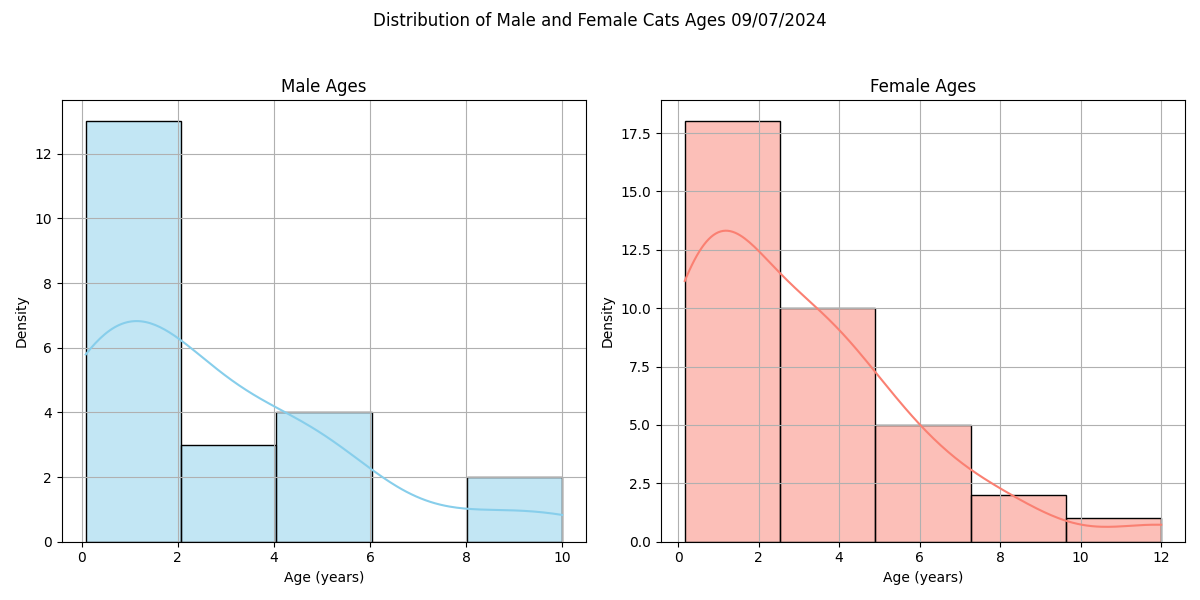 Distribution of Male and Female Cats Ages 09/07/2024
Male Ages
Density
12
10
8
6
4
2
0
0 2 4 6 8 10
Age (years)
Female Ages
Density
17.5
15.0
12.5
10.0
7.5
5.0
2.5
0.0
0 2 4 6 8 10 12
Age (years)